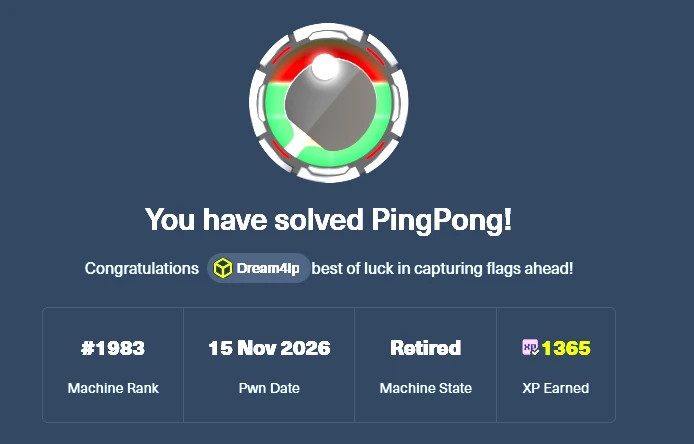 You have solved PingPong!
Congratulations Dream4ip best of luck in capturing flags ahead!
#1983 15 Nov 2026 Retired XP 1365
Machine Rank Pwn Date Machine State XP Earned